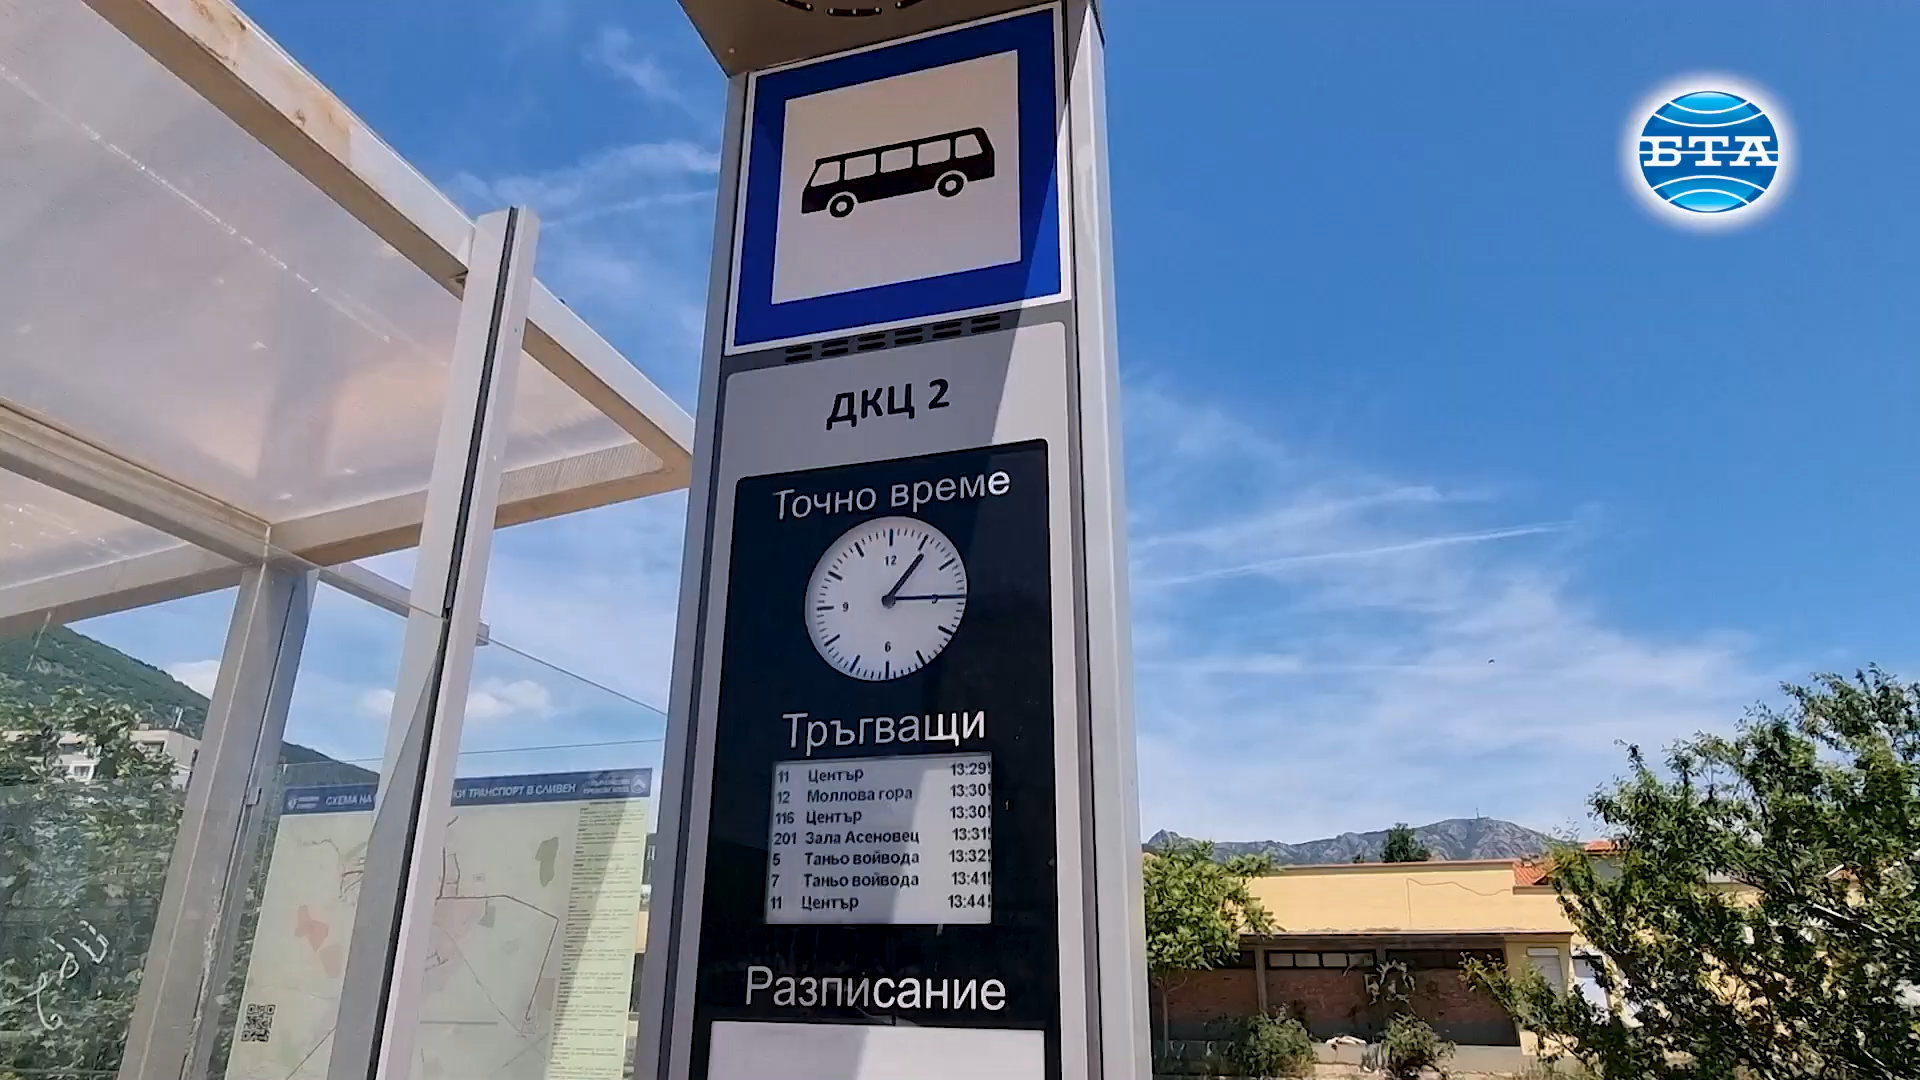 БТА
ДКЦ 2
Точно време
12
9
6
Тръгващи
11 Център 13:29!
12 Моллова гора 13:30!
116 Център 13:30!
201 Зала Асеновец 13:31!
5 Таньо войвода 13:32!
7 Таньо войвода 13:41!
11 Център 13:44!
Разписание
СХЕМА НА
КИ ТРАНСПОРТ В СЛИВЕН